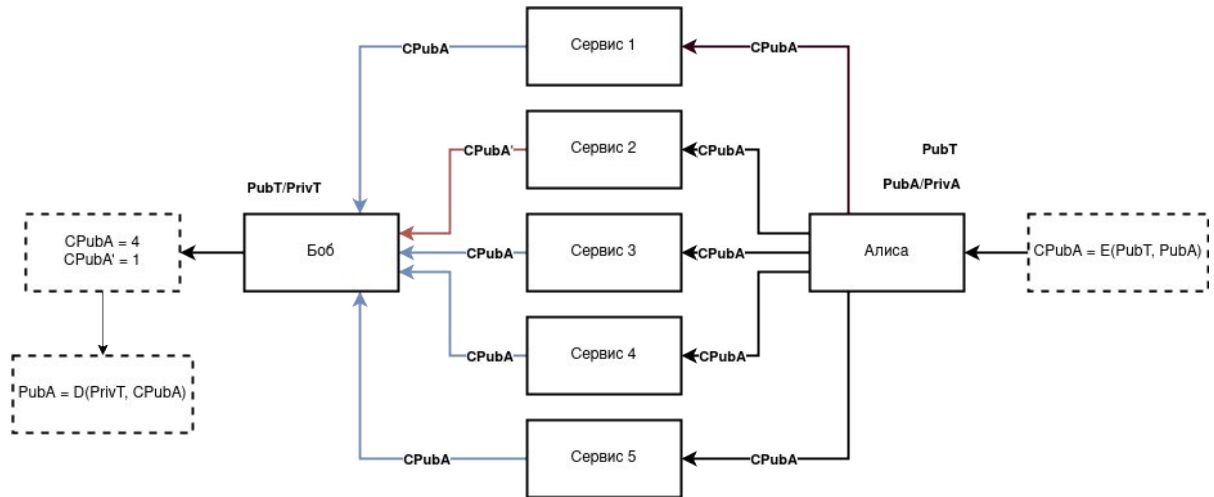 CPubA
Сервис 1
CPubA
CPubA'
Сервис 2
CPubA
PubT
PubT/PrivT
PubA/PrivA
CPubA = 4
CPubA' = 1
Боб
CPubA
Сервис 3
CPubA
Алиса
CPubA = E(PubT, PubA)
CPubA
Сервис 4
CPubA
PubA = D(PrivT, CPubA)
CPubA
Сервис 5
CPubA